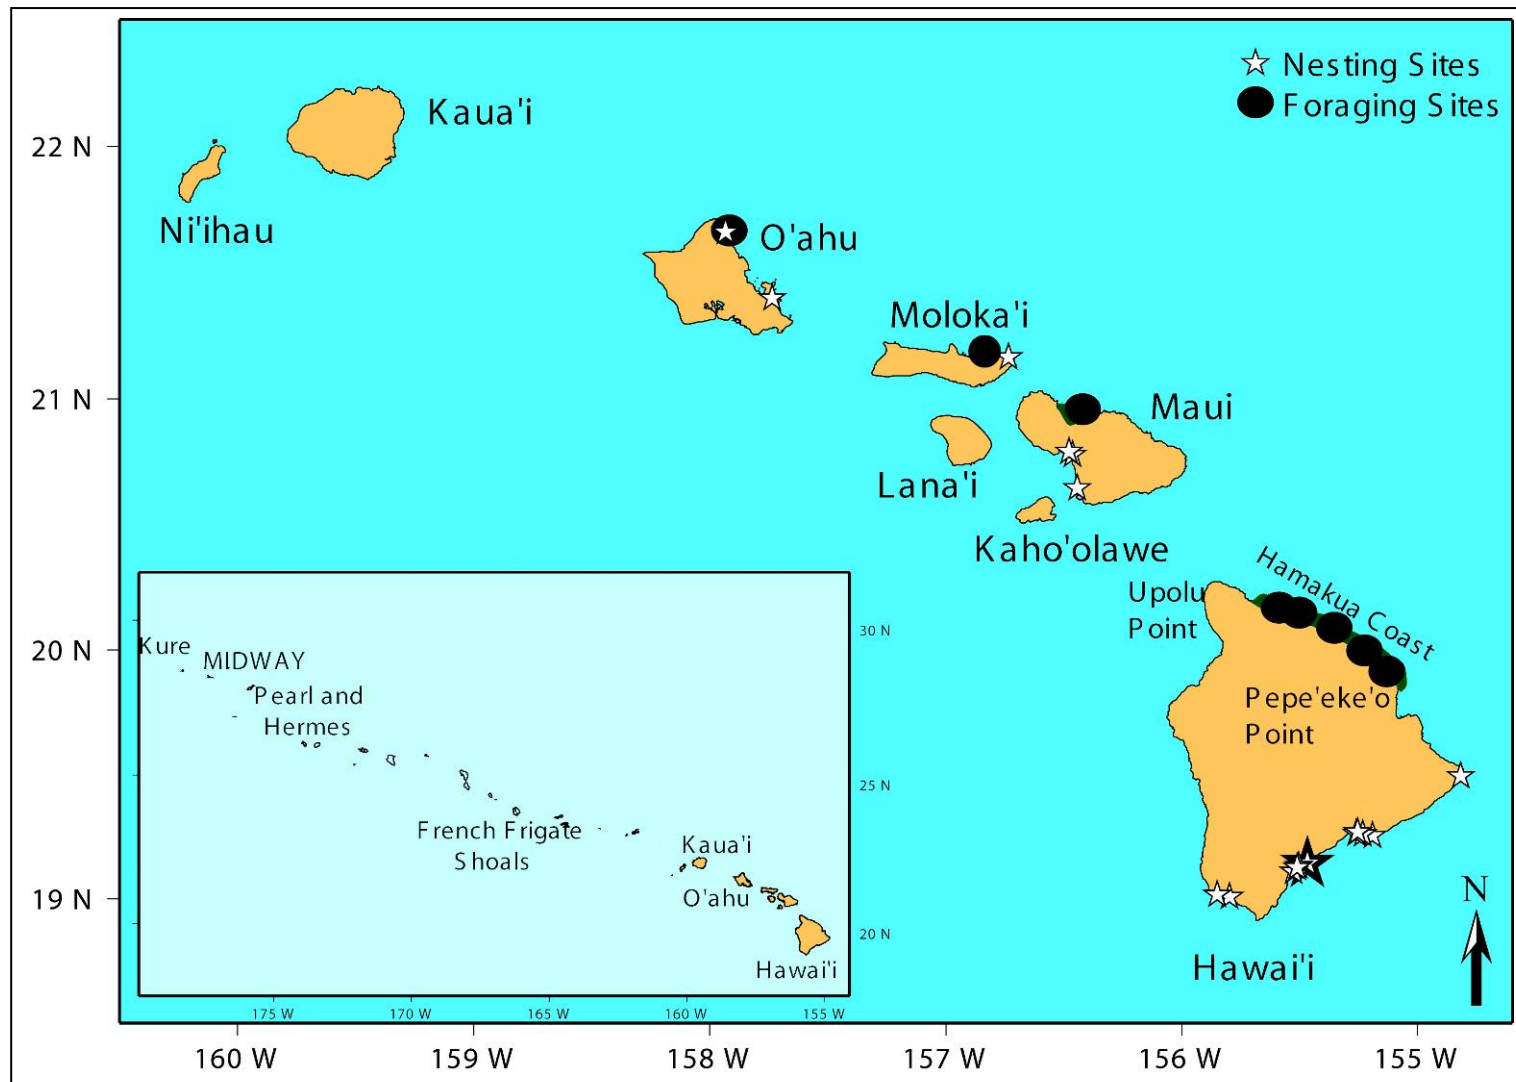 Nesting Sites
Foraging Sites
Kaua'i
22 N
Ni'ihau
O'ahu
Moloka'i
21 N
Maui
Lana'i
Kaho'olawe
Hamakua Coast
Upolu
Point
20 N
Pepe'eke'o
Point
19 N
Hawai'i
N
Kure
MIDWAY
Pearl and
Hermes
French Frigate
Shoals
Kaua'i
O'ahu
Hawai'i
30 N
25 N
20 N
175 W
170 W
165 W
160 W
155 W
160 W
159 W
158 W
157 W
156 W
155 W